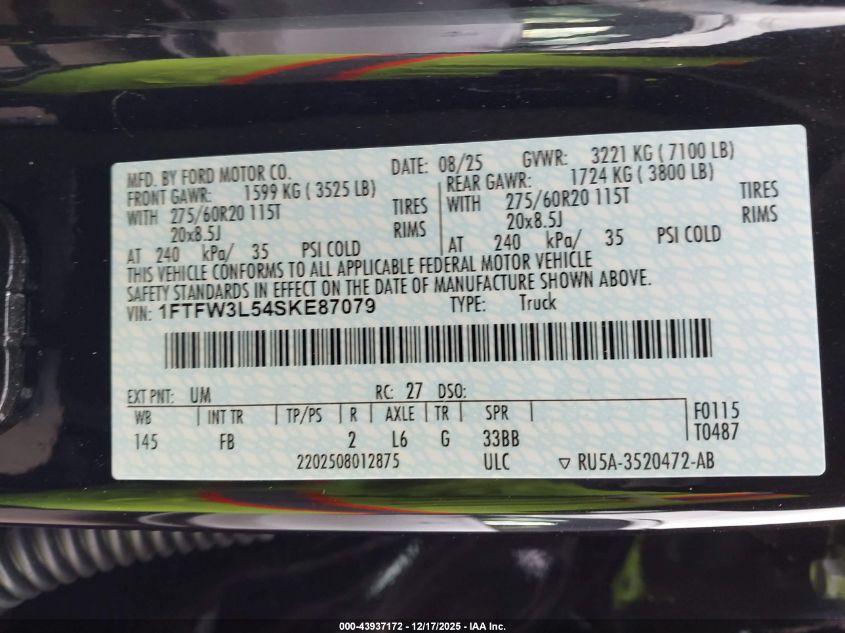 MFD. BY FORD MOTOR CO. DATE: 08/25 GVWR: 3221 KG ( 7100 LB)
FRONT GAWR: 1599 KG ( 3525 LB) REAR GAWR: 1724 KG ( 3800 LB)
WITH 275/60R20 115T TIRES WITH 275/60R20 115T TIRES
20x8.5J RIMS 20x8.5J RIMS
AT 240 kPa/ 35 PSI COLD AT 240 kPa/ 35 PSI COLD
THIS VEHICLE CONFORMS TO ALL APPLICABLE FEDERAL MOTOR VEHICLE
SAFETY STANDARDS IN EFFECT ON THE DATE OF MANUFACTURE SHOWN ABOVE.
VIN: 1FTFW3L54SKE87079 TYPE: Truck
EXT PNT: UM RC: 27 DSO:
WB INT TR TP/PS R AXLE TR SPR F0115
145 FB 2 L6 G 33BB T0487
2202508012875 ULC ▽ RU5A-3520472-AB
000-43937172 - 12/17/2025 - IAA Inc.